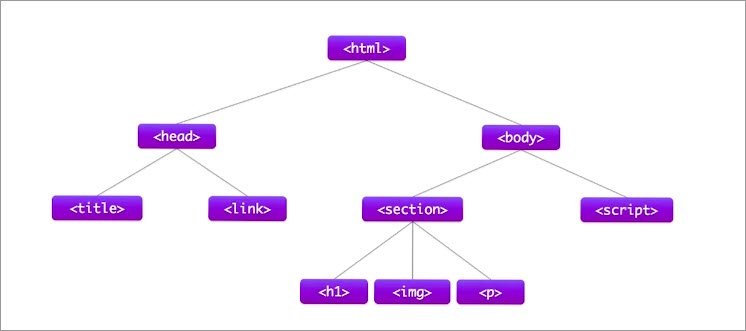 <html>
<head>
<body>
<title>
<link>
<section>
<script>
<h1>
<img>
<p>